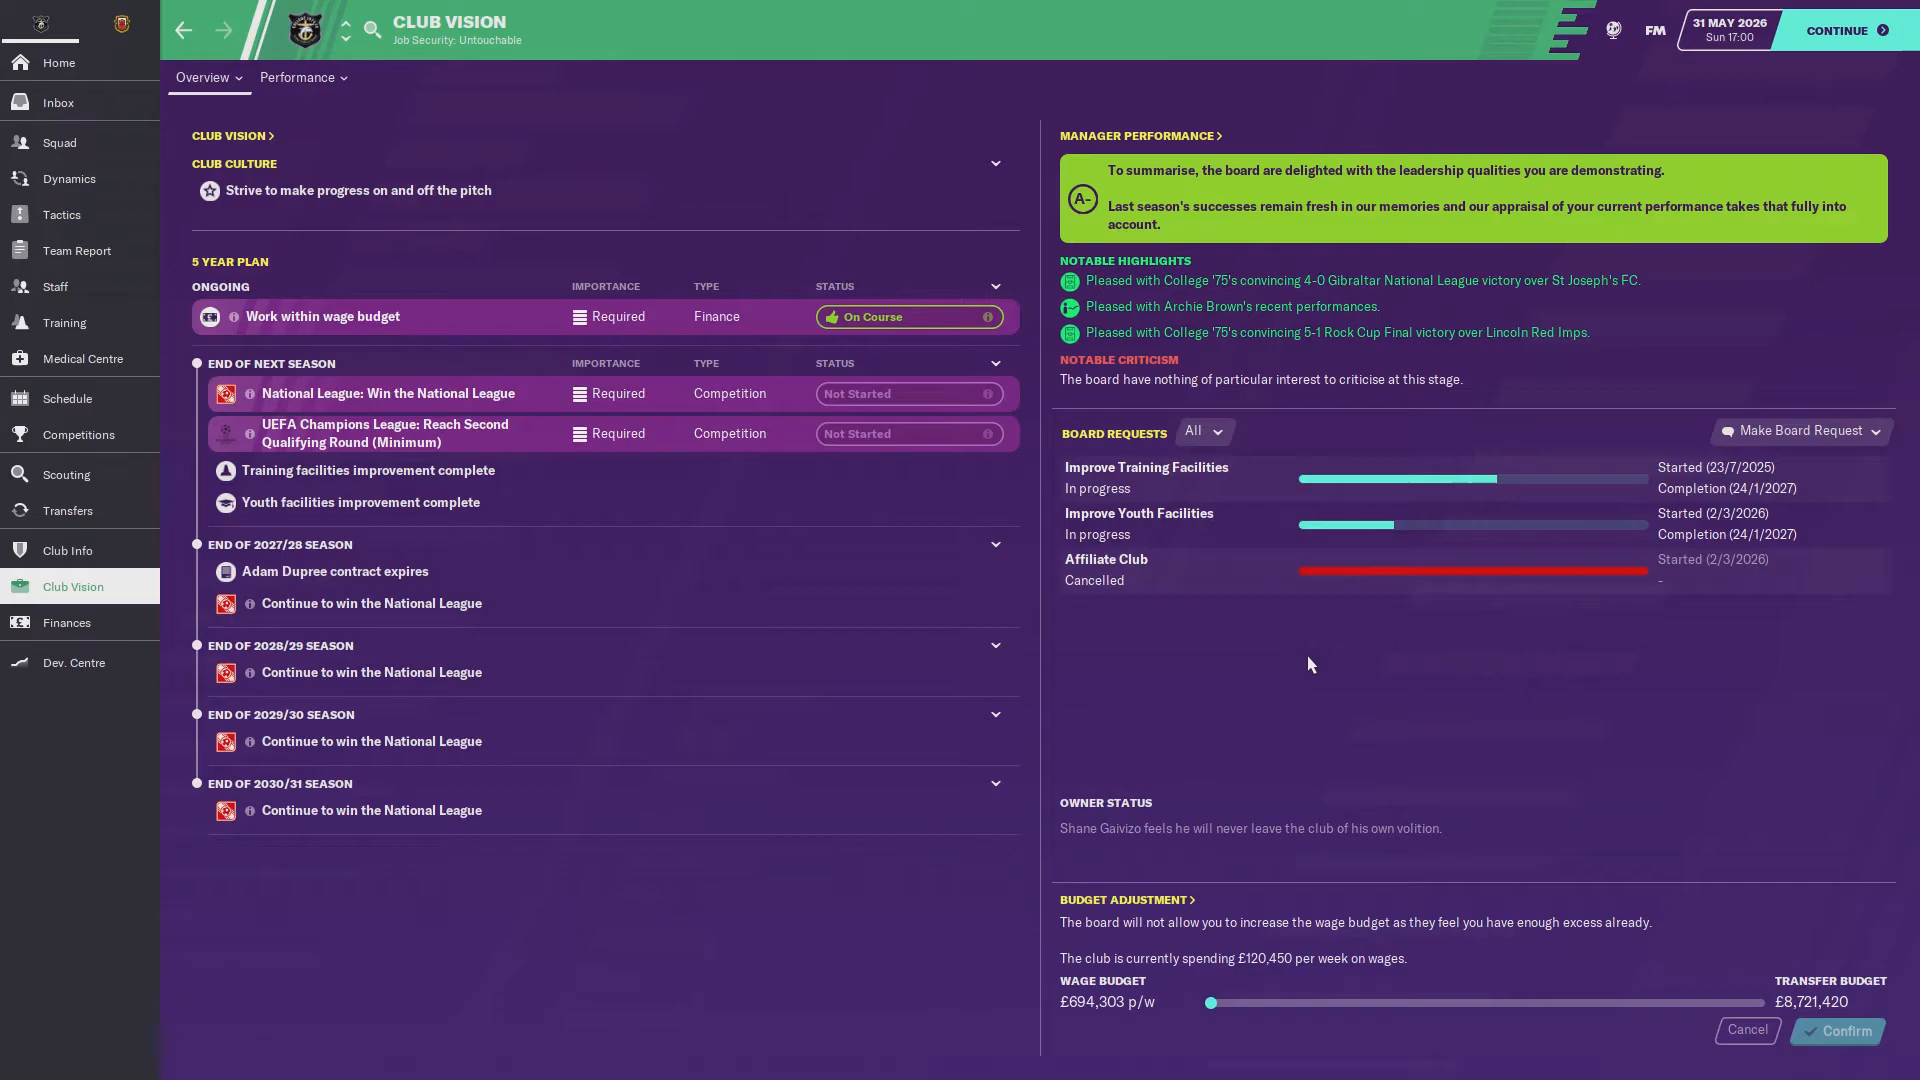 CLUB VISION
Job Security: Untouchable
FM
31 MAY 2026
Sun 17:00
CONTINUE
Home
Inbox
Squad
Dynamics
Tactics
Team Report
Staff
Training
Medical Centre
Schedule
Competitions
Scouting
Transfers
Club Info
Club Vision
Finances
Dev. Centre
Overview
Performance
CLUB VISION
CLUB CULTURE
Strive to make progress on and off the pitch
5 YEAR PLAN
ONGOING IMPORTANCE TYPE STATUS
Work within wage budget Required Finance On Course
END OF NEXT SEASON IMPORTANCE TYPE STATUS
National League: Win the National League Required Competition Not Started
UEFA Champions League: Reach Second
Qualifying Round (Minimum) Required Competition Not Started
Training facilities improvement complete
Youth facilities improvement complete
END OF 2027/28 SEASON
Adam Dupree contract expires
Continue to win the National League
END OF 2028/29 SEASON
Continue to win the National League
END OF 2029/30 SEASON
Continue to win the National League
END OF 2030/31 SEASON
Continue to win the National League
MANAGER PERFORMANCE
A-
To summarise, the board are delighted with the leadership qualities you are demonstrating.
Last season's successes remain fresh in our memories and our appraisal of your current performance takes that fully into
account.
NOTABLE HIGHLIGHTS
Pleased with College '75's convincing 4-0 Gibraltar National League victory over St Joseph's FC.
Pleased with Archie Brown's recent performances.
Pleased with College '75's convincing 5-1 Rock Cup Final victory over Lincoln Red Imps.
NOTABLE CRITICISM
The board have nothing of particular interest to criticise at this stage.
BOARD REQUESTS All Make Board Request
Improve Training Facilities Started (23/7/2025)
In progress Completion (24/1/2027)
Improve Youth Facilities Started (2/3/2026)
In progress Completion (24/1/2027)
Affiliate Club Started (2/3/2026)
Cancelled -
OWNER STATUS
Shane Gaivizo feels he will never leave the club of his own volition.
BUDGET ADJUSTMENT
The board will not allow you to increase the wage budget as they feel you have enough excess already.
The club is currently spending £120,450 per week on wages.
WAGE BUDGET TRANSFER BUDGET
£694,303 p/w £8,721,420
Cancel Confirm